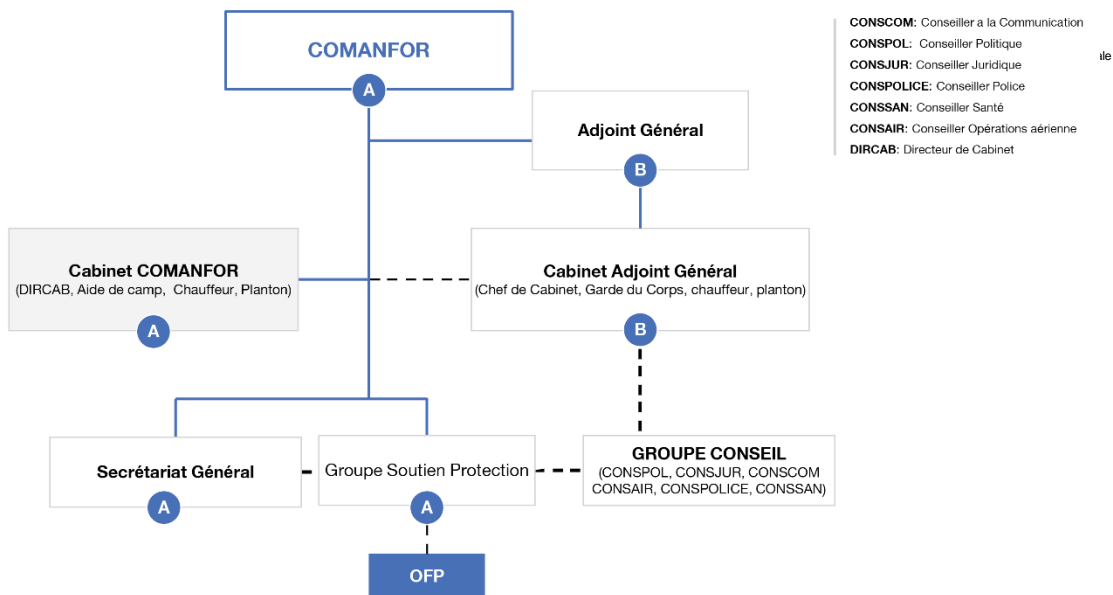 COMANFOR
A
Adjoint Général
B
Cabinet COMANFOR
(DIRCAB, Aide de camp, Chauffeur, Planton)
A
Cabinet Adjoint Général
(Chef de Cabinet, Garde du Corps, chauffeur, planton)
B
Secrétariat Général
A
Groupe Soutien Protection
A
GROUPE CONSEIL
(CONSPOL, CONSJUR, CONSCOM
CONSAIR, CONSPOLICE, CONSSAN)
OFP
CONSCOM: Conseiller a la Communication
CONSPOL: Conseiller Politique
CONSJUR: Conseiller Juridique
CONSPOLICE: Conseiller Police
CONSSAN: Conseiller Santé
CONSAIR: Conseiller Opérations aérienne
DIRCAB: Directeur de Cabinet